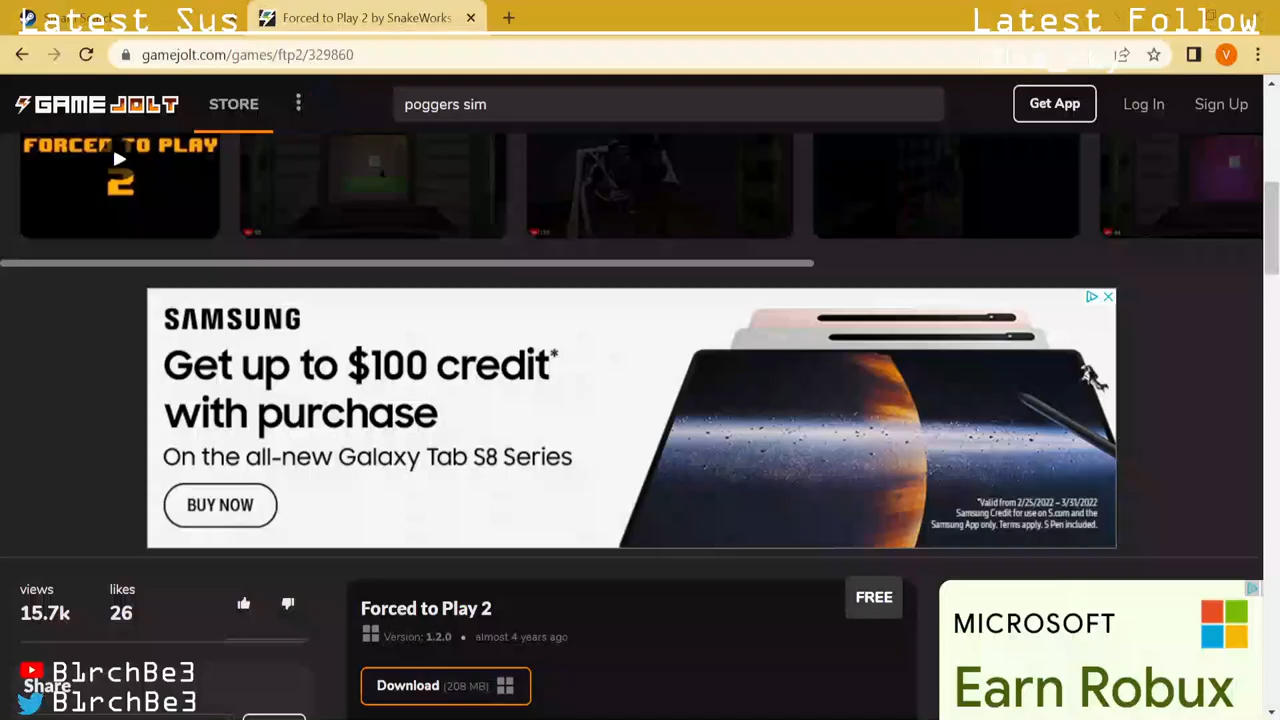 Latest Sus
Latest Follow
Forced to Play 2 by SnakeWorks
gamejolt.com/games/ftp2/329860
V
GAME JOLT
STORE
poggers sim
Get App
Log In
Sign Up
FORCED TO PLAY
2
SAMSUNG
Get up to $100 credit*
with purchase
On the all-new Galaxy Tab S8 Series
BUY NOW
*Valid from 2/25/2022 – 3/31/2022
Samsung Credit for use on S.com and the
Samsung App only. Terms apply. S Pen included.
views
likes
15.7k
26
Forced to Play 2
FREE
Version: 1.2.0 • almost 4 years ago
Download (208 MB)
MICROSOFT
Earn Robux
B1rchBe3
Share
B1rchBe3